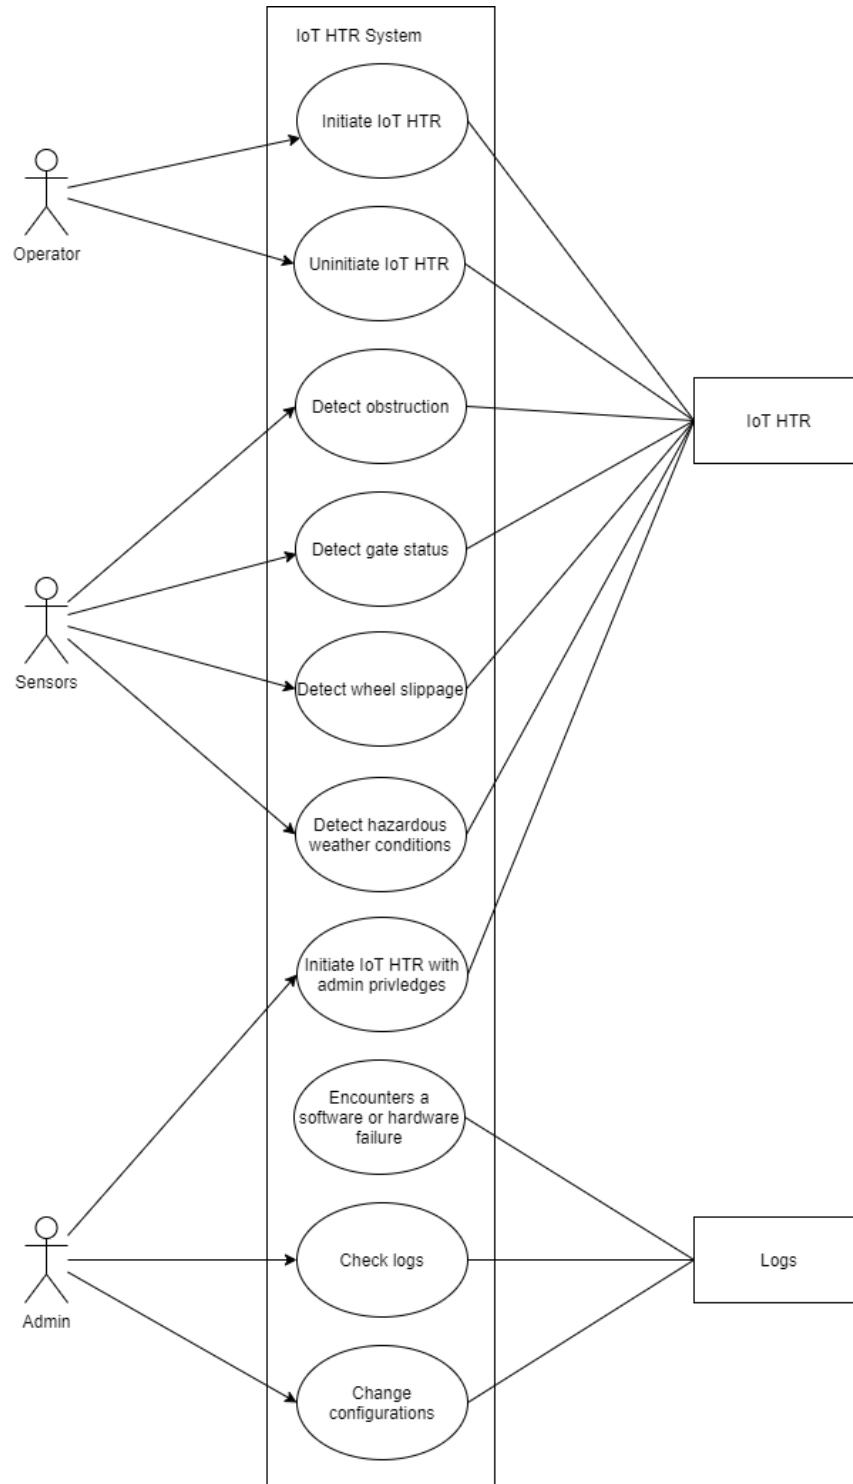 IoT HTR System
Initiate IoT HTR
Operator
Uninitiate IoT HTR
Detect obstruction
IoT HTR
Detect gate status
Sensors
Detect wheel slippage
Detect hazardous
weather conditions
Initiate IoT HTR with
admin privledges
Encounters a
software or hardware
failure
Check logs
Logs
Admin
Change
configurations